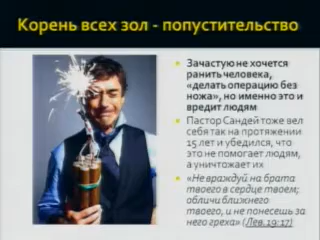 Корень всех зол - попустительство
Зачастую не хочется
ранить человека,
«делать операцию без
ножа», но именно это и
вредит людям
Пастор Сандей тоже вел
себя так на протяжении
15 лет и убедился, что
это не помогает людям,
а уничтожает их
«Не враждуй на брата
твоего в сердце твоем;
обличи ближнего
твоего, и не понесешь за
него греха» (Лев. 19:17)